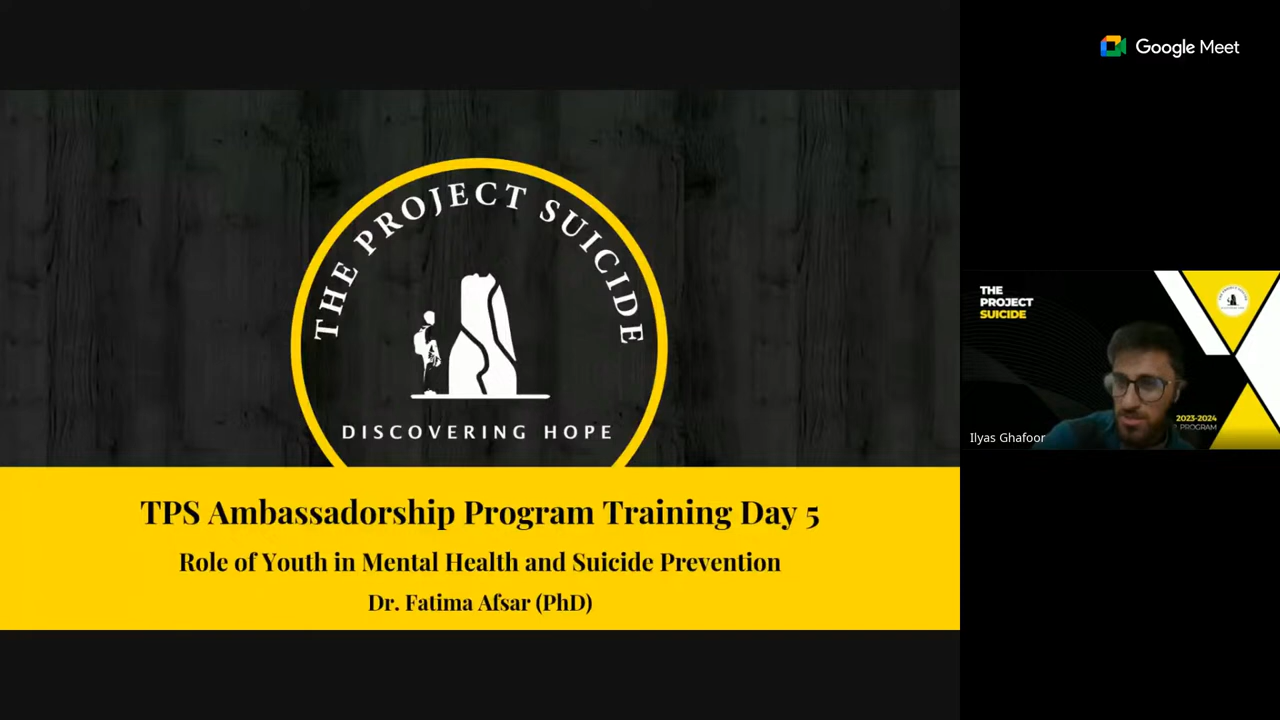 THE PROJECT SUICIDE
DISCOVERING HOPE
TPS Ambassadorship Program Training Day 5
Role of Youth in Mental Health and Suicide Prevention
Dr. Fatima Afsar (PhD)
Google Meet
THE
PROJECT
SUICIDE
2023-2024
PROGRAM
Ilyas Ghafoor